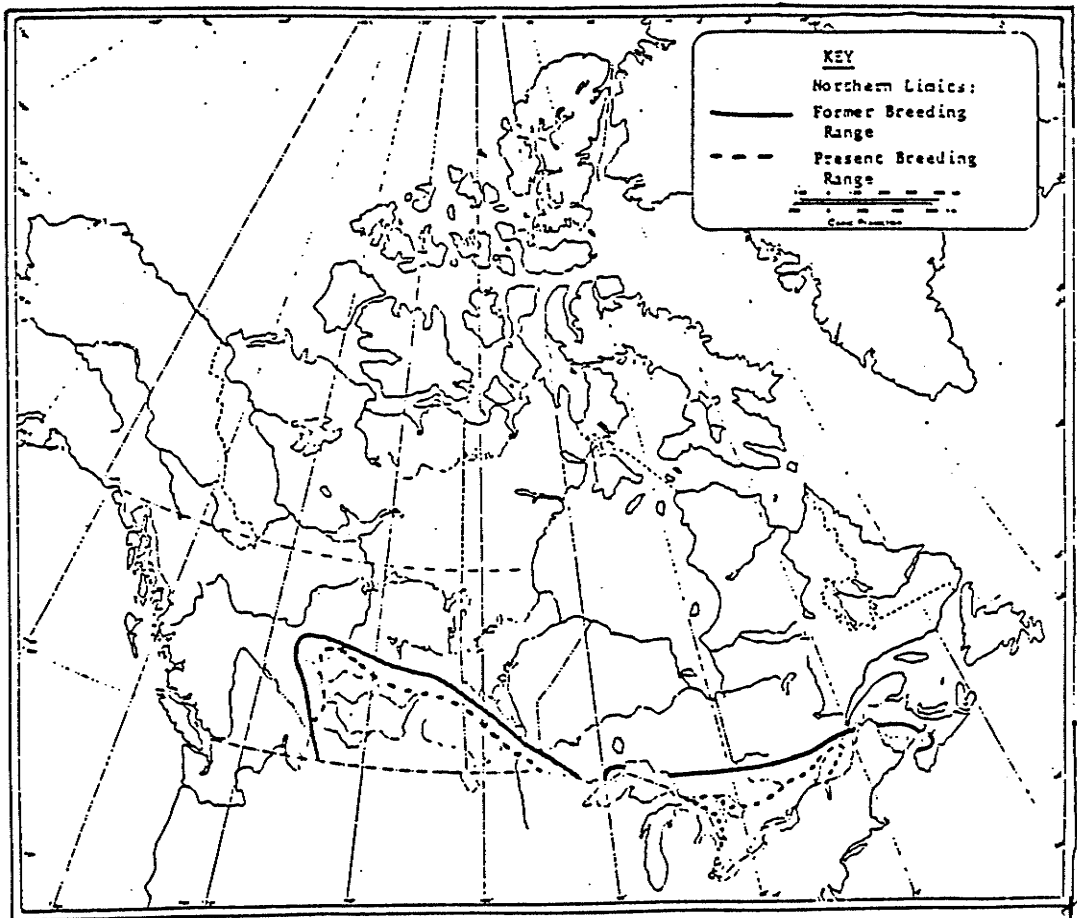 KEY
Northern Limits:
Former Breeding
Range
Present Breeding
Range